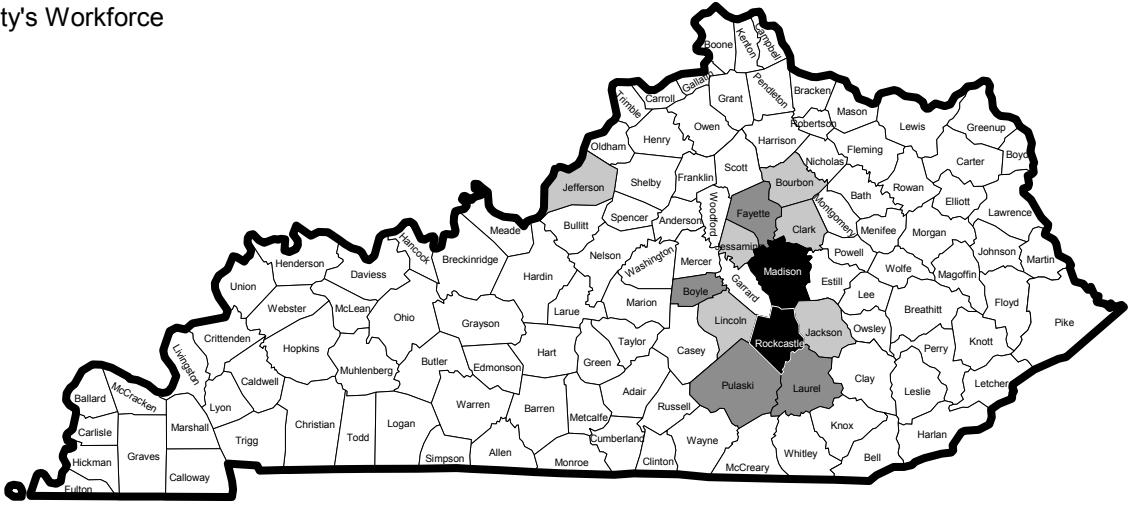 ty's Workforce
Boone
Kenton
Campbell
Gallatin
Carroll
Trimble
Grant
Pendleton
Bracken
Mason
Robertson
Lewis
Greenup
Owen
Henry
Oldham
Harrison
Fleming
Nicholas
Carter
Boyd
Scott
Franklin
Shelby
Jefferson
Bourbon
Bath
Rowan
Elliott
Lawrence
Fayette
Woodford
Montgomery
Spencer
Anderson
Bullitt
Clark
Menifee
Morgan
Meade
Jessamine
Powell
Johnson
Martin
Hancock
Breckinridge
Nelson
Washington
Mercer
Madison
Estill
Wolfe
Magoffin
Henderson
Daviess
Hardin
Union
Garrard
Boyle
Lee
Breathitt
Floyd
Pike
Webster
McLean
Ohio
Larue
Marion
Grayson
Lincoln
Rockcastle
Jackson
Owsley
Perry
Knott
Crittenden
Livingston
Hopkins
Muhlenberg
Butler
Edmonson
Hart
Green
Taylor
Casey
Caldwell
Pulaski
Laurel
Clay
Leslie
Letcher
Ballard
McCracken
Lyon
Adair
Russell
Warren
Barren
Metcalfe
Marshall
Christian
Todd
Logan
Trigg
Carlisle
Graves
Hickman
Calloway
Fulton
Simpson
Allen
Monroe
Cumberland
Clinton
Wayne
McCreary
Whitley
Knox
Bell
Harlan